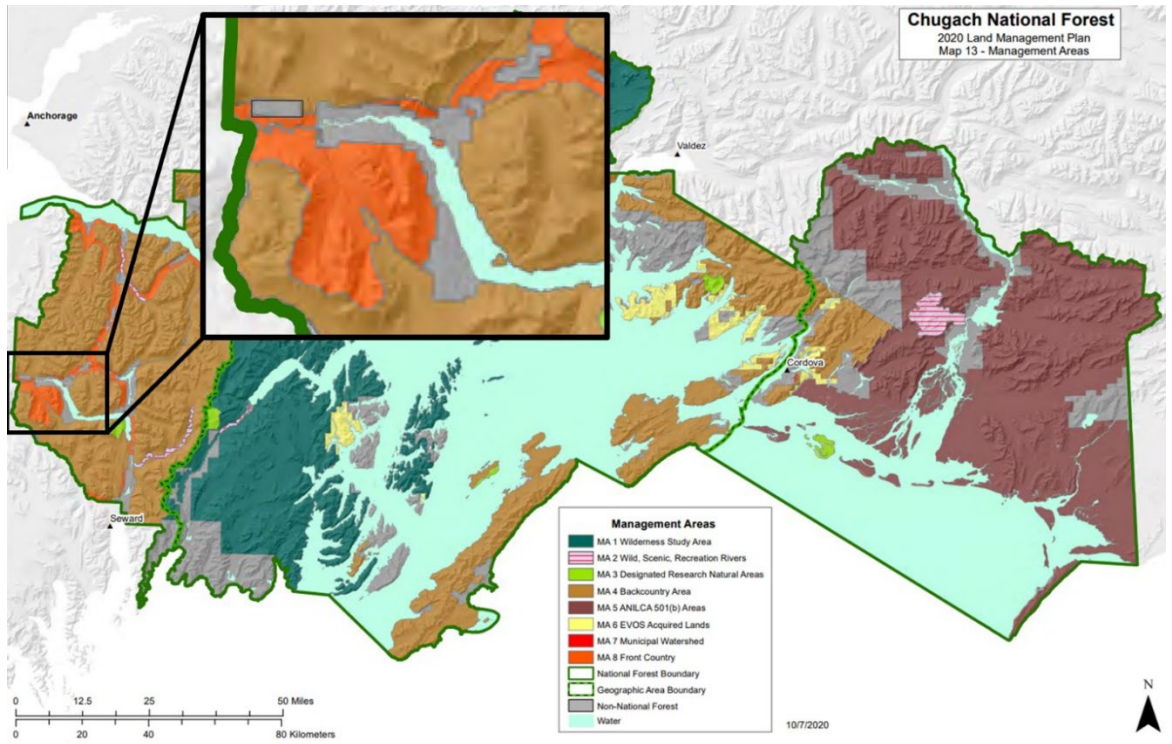 Chugach National Forest
2020 Land Management Plan
Map 13 - Management Areas
Anchorage
Valdez
Cordova
Seward
Management Areas
MA 1 Wilderness Study Area
MA 2 Wild, Scenic, Recreation Rivers
MA 3 Designated Research Natural Areas
MA 4 Backcountry Area
MA 5 ANILCA 501(b) Areas
MA 6 EVOS Acquired Lands
MA 7 Municipal Watershed
MA 8 Front Country
National Forest Boundary
Geographic Area Boundary
Non-National Forest
Water
0 12.5 25 50 Miles
0 20 40 80 Kilometers
10/7/2020
N